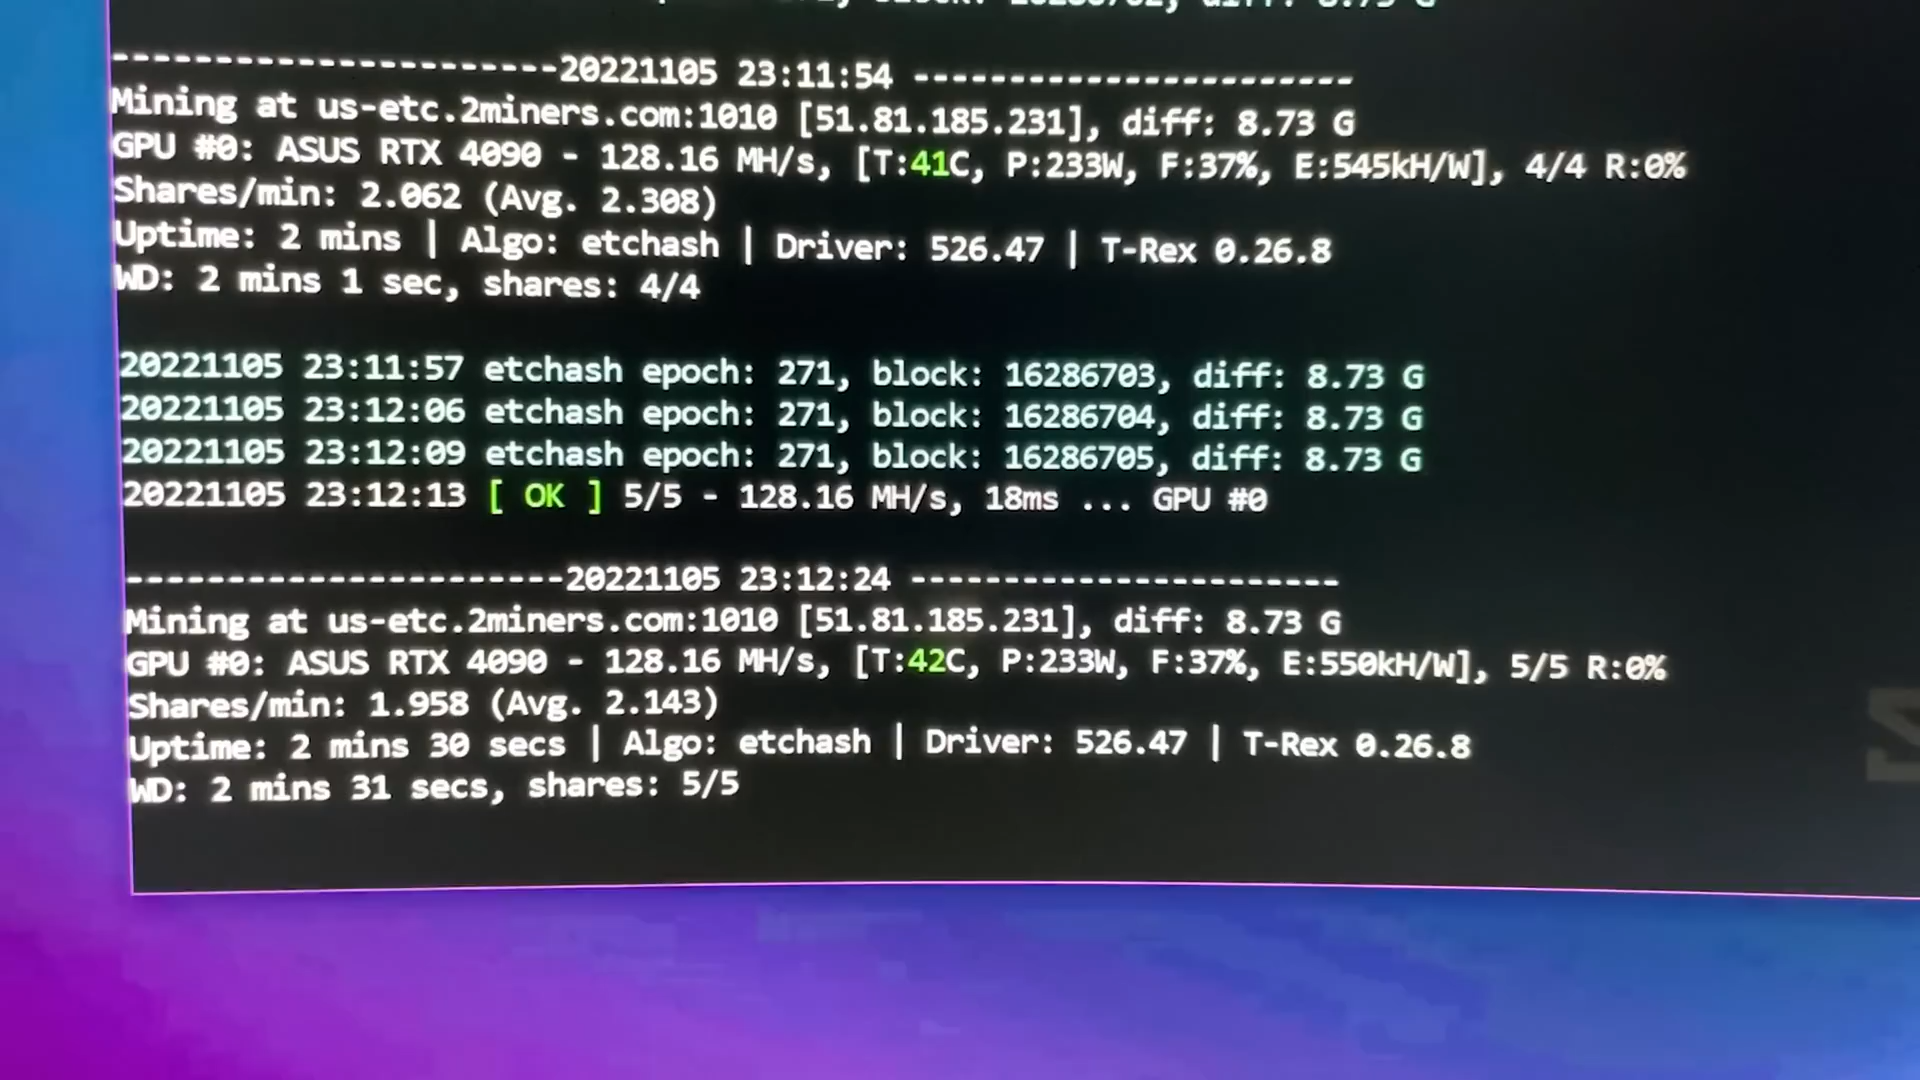 block: 16286702, diff: 8.73 G
----------------------20221105 23:11:54 ----------------------
Mining at us-etc.2miners.com:1010 [51.81.185.231], diff: 8.73 G
GPU #0: ASUS RTX 4090 - 128.16 MH/s, [T:41C, P:233W, F:37%, E:545kH/W], 4/4 R:0%
Shares/min: 2.062 (Avg. 2.308)
Uptime: 2 mins | Algo: etchash | Driver: 526.47 | T-Rex 0.26.8
WD: 2 mins 1 sec, shares: 4/4
20221105 23:11:57 etchash epoch: 271, block: 16286703, diff: 8.73 G
20221105 23:12:06 etchash epoch: 271, block: 16286704, diff: 8.73 G
20221105 23:12:09 etchash epoch: 271, block: 16286705, diff: 8.73 G
20221105 23:12:13 [ OK ] 5/5 - 128.16 MH/s, 18ms ... GPU #0
----------------------20221105 23:12:24 ----------------------
Mining at us-etc.2miners.com:1010 [51.81.185.231], diff: 8.73 G
GPU #0: ASUS RTX 4090 - 128.16 MH/s, [T:42C, P:233W, F:37%, E:550kH/W], 5/5 R:0%
Shares/min: 1.958 (Avg. 2.143)
Uptime: 2 mins 30 secs | Algo: etchash | Driver: 526.47 | T-Rex 0.26.8
WD: 2 mins 31 secs, shares: 5/5